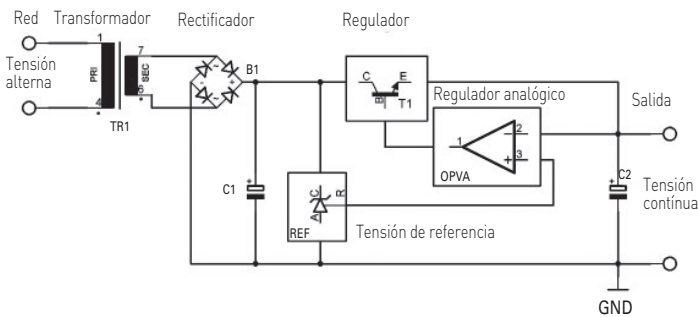 Red
Transformador
Rectificador
Regulador
Tensión
alterna
1
4
PRI
SEC
7
6
TR1
B1
-
+
~
~
C
E
B
T1
Regulador analógico
1
2
3
-
+
OPVA
Salida
C1
+
C
A
R
REF
Tensión de referencia
C2
+
Tensión
contínua
GND